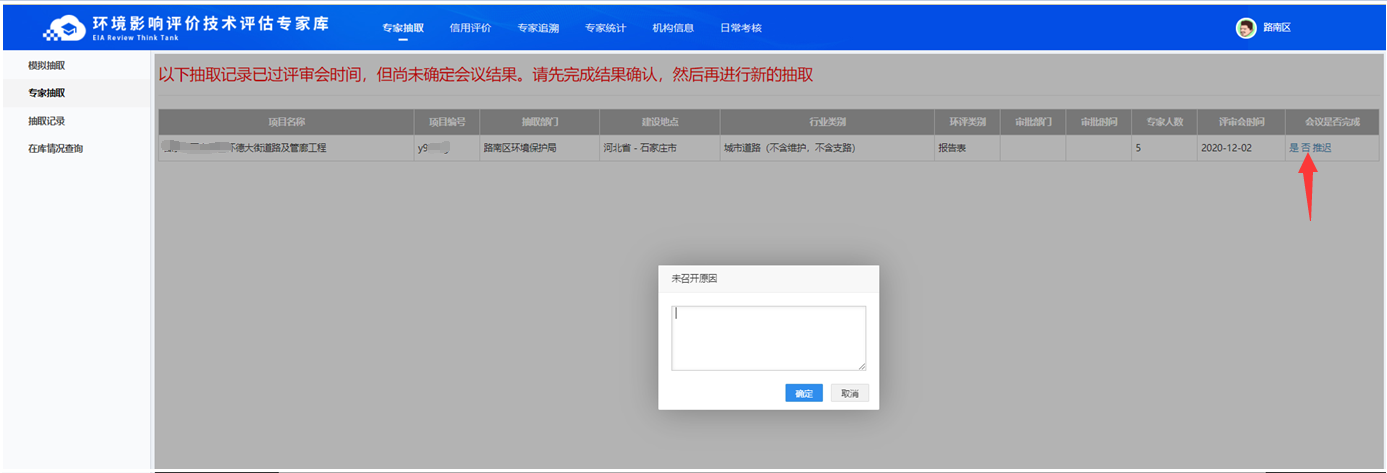 环境影响评价技术评估专家库
EIA Review Think Tank
专家抽取 信用评价 专家追溯 专家统计 机构信息 日常考核
路南区
模拟抽取
专家抽取
抽取记录
在库情况查询
以下抽取记录已过评审会时间，但尚未确定会议结果。请先完成结果确认，然后再进行新的抽取
项目名称 项目编号 抽取部门 建设地点 行业类别 环评类别 审批部门 审批时间 专家人数 评审会时间 会议是否完成
环德大街道路及管廊工程 y9 路南区环境保护局 河北省 - 石家庄市 城市道路（不含维护，不含支路） 报告表 5 2020-12-02 是 否 推迟
未召开原因
确定 取消